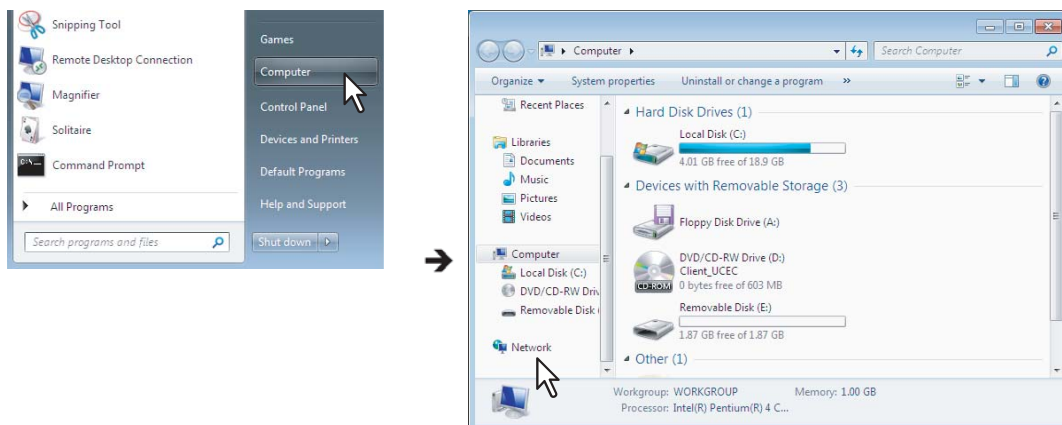 Snipping Tool
Remote Desktop Connection
Magnifier
Solitaire
Command Prompt
All Programs
Search programs and files
Games
Computer
Control Panel
Devices and Printers
Default Programs
Help and Support
Shut down
Computer
Search Computer
Organize
System properties
Uninstall or change a program
»
Recent Places
Libraries
Documents
Music
Pictures
Videos
Computer
Local Disk (C:)
DVD/CD-RW Driv
Removable Disk (
Network
Hard Disk Drives (1)
Local Disk (C:)
4.01 GB free of 18.9 GB
Devices with Removable Storage (3)
Floppy Disk Drive (A:)
CD-ROM
DVD/CD-RW Drive (D:)
Client_UCEC
0 bytes free of 603 MB
Removable Disk (E:)
1.87 GB free of 1.87 GB
Other (1)
Workgroup: WORKGROUP Memory: 1.00 GB
Processor: Intel(R) Pentium(R) 4 C...